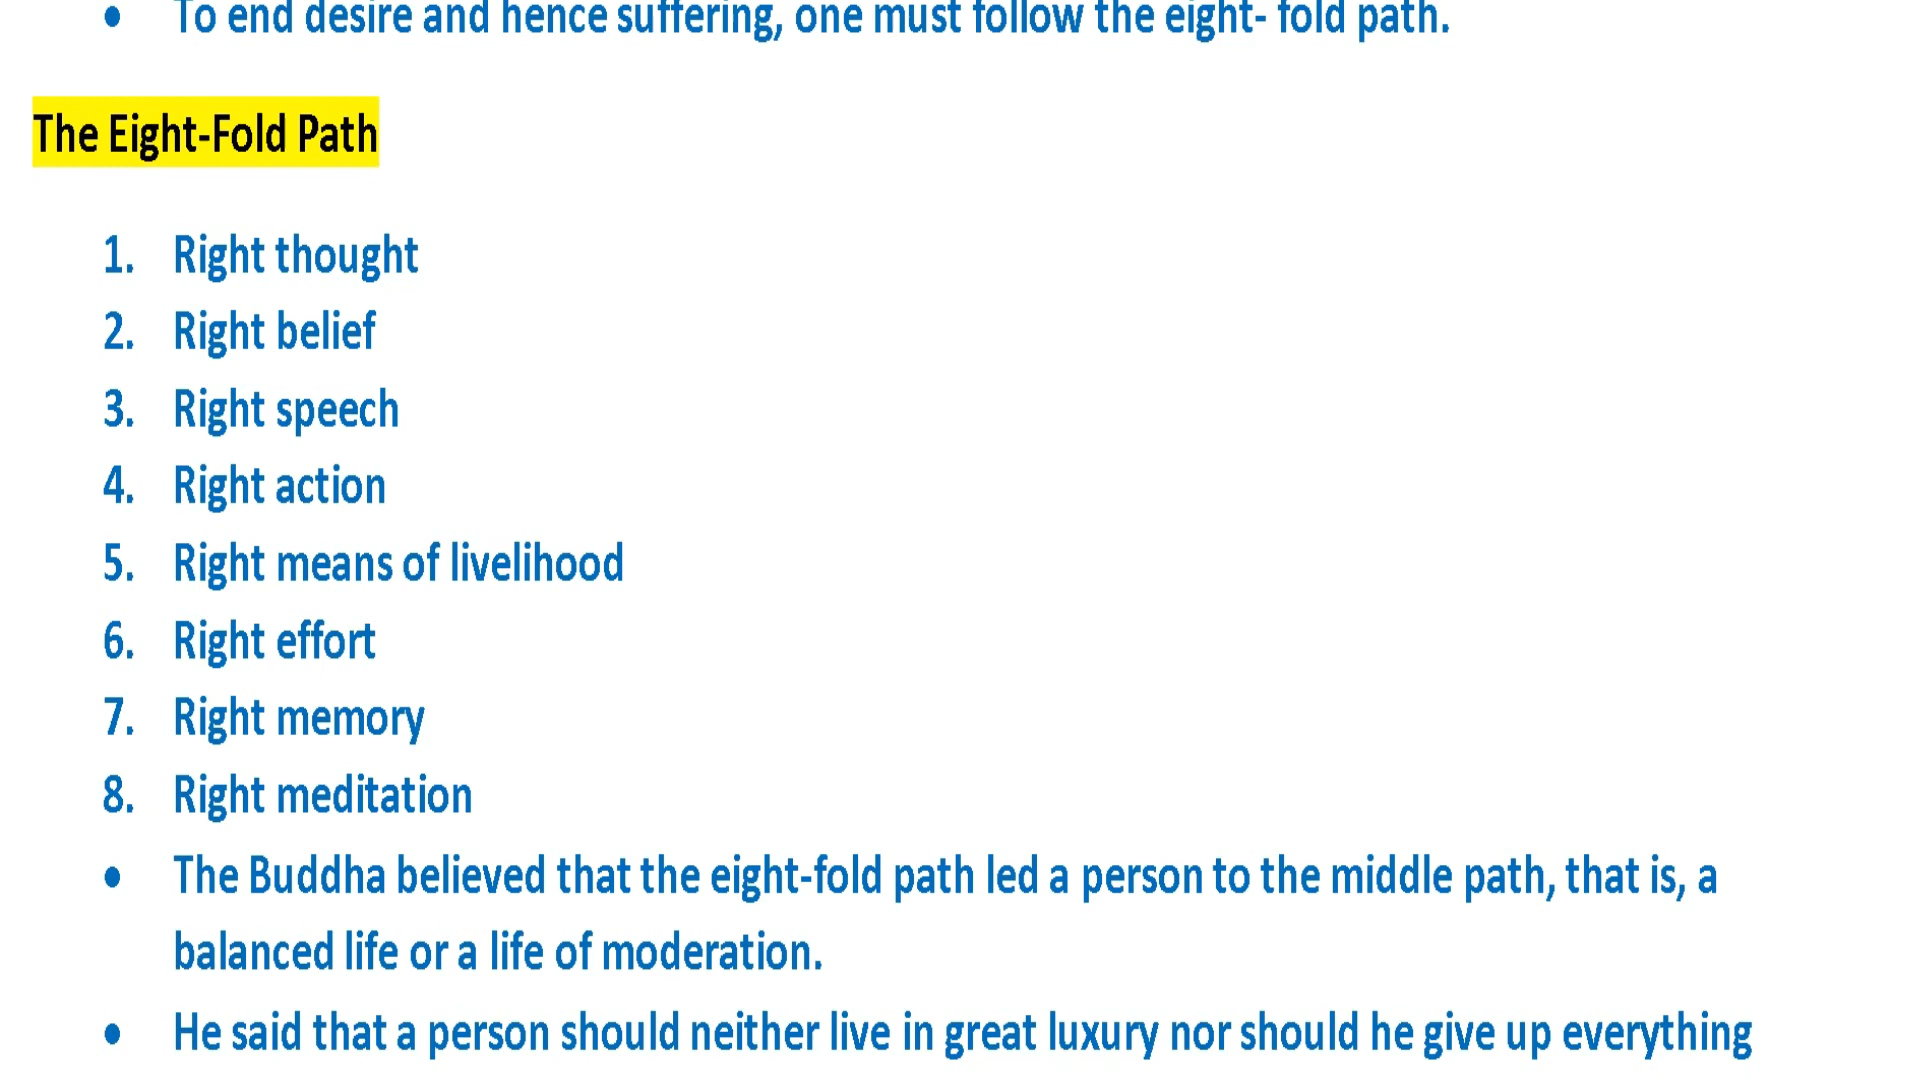 • To end desire and hence suffering, one must follow the eight- fold path.
The Eight-Fold Path
1. Right thought
2. Right belief
3. Right speech
4. Right action
5. Right means of livelihood
6. Right effort
7. Right memory
8. Right meditation
• The Buddha believed that the eight-fold path led a person to the middle path, that is, a
balanced life or a life of moderation.
• He said that a person should neither live in great luxury nor should he give up everything